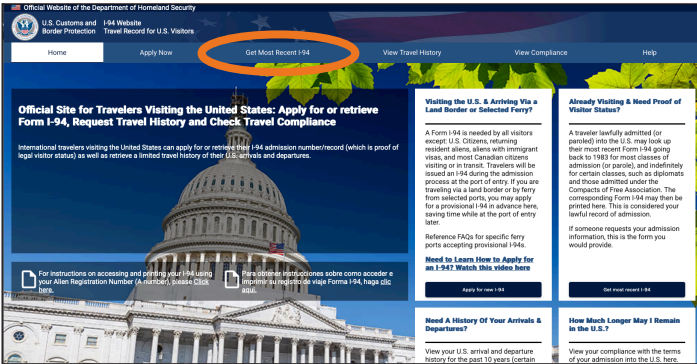 Official Website of the Department of Homeland Security
U.S. Customs and
Border Protection
I-94 Website
Travel Record for U.S. Visitors
Home
Apply Now
Get Most Recent I-94
View Travel History
View Compliance
Help
Official Site for Travelers Visiting the United States: Apply for or retrieve
Form I-94, Request Travel History and Check Travel Compliance
International travelers visiting the United States can apply for or retrieve their I-94 admission number/record (which is proof of
legal visitor status) as well as retrieve a limited travel history of their U.S. arrivals and departures.
For instructions on accessing and printing your I-94 using
your Alien Registration Number (A number), please Click
here.
Para obtener instrucciones sobre como acceder e
imprimir su registro de viaje Forma I-94, haga clic
aqui.
Visiting the U.S. & Arriving Via a
Land Border or Selected Ferry?
A Form I-94 is needed by all visitors
except: U.S. Citizens, returning
resident aliens, aliens with immigrant
visas, and most Canadian citizens
visiting or in transit. Travelers will be
issued an I-94 during the admission
process at the port of entry. If you are
traveling via a land border or by ferry
from selected ports, you may apply
for a provisional I-94 in advance here,
saving time while at the port of entry
later.
Reference FAQs for specific ferry
ports accepting provisional I-94s.
Need to Learn How to Apply for
an I-94? Watch this video here
Apply for new I-94
Already Visiting & Need Proof of
Visitor Status?
A traveler lawfully admitted (or
paroled) into the U.S. may look up
their most recent Form I-94 going
back to 1983 for most classes of
admission (or parole), and indefinitely
for certain classes, such as diplomats
and those admitted under the
Compacts of Free Association. The
corresponding Form I-94 may then be
printed here. This is considered your
lawful record of admission.
If someone requests your admission
information, this is the form you
would provide.
Get most recent I-94
Need A History Of Your Arrivals &
Departures?
View your U.S. arrival and departure
history for the past 10 years (certain
How Much Longer May I Remain
in the U.S.?
View your compliance with the terms
of your admission into the U.S. here.